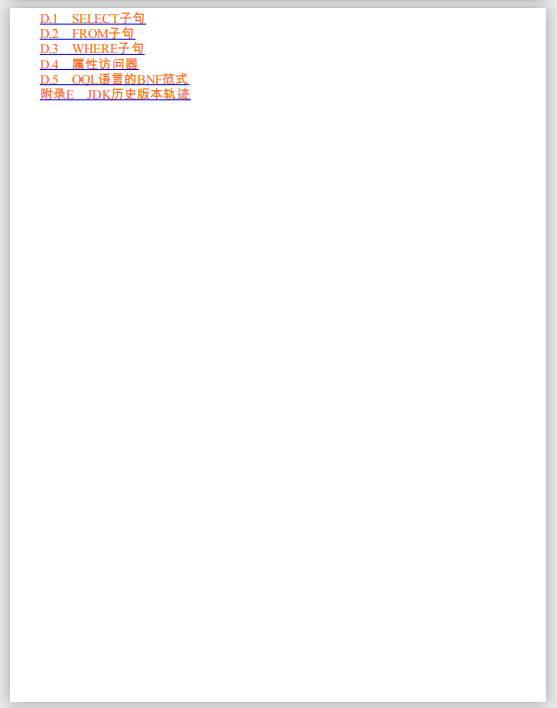 D.1　SELECT子句
D.2　FROM子句
D.3　WHERE子句
D.4　属性访问器
D.5　OQL语言的BNF范式
附录E　JDK历史版本轨迹